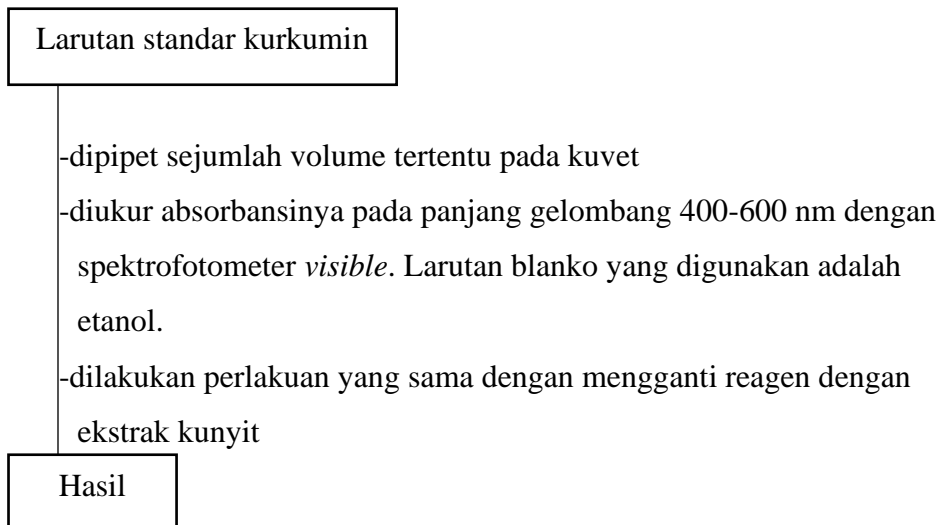 Larutan standar kurkumin
-dipipet sejumlah volume tertentu pada kuvet
-diukur absorbansinya pada panjang gelombang 400-600 nm dengan
spektrofotometer visible. Larutan blanko yang digunakan adalah
etanol.
-dilakukan perlakuan yang sama dengan mengganti reagen dengan
ekstrak kunyit
Hasil